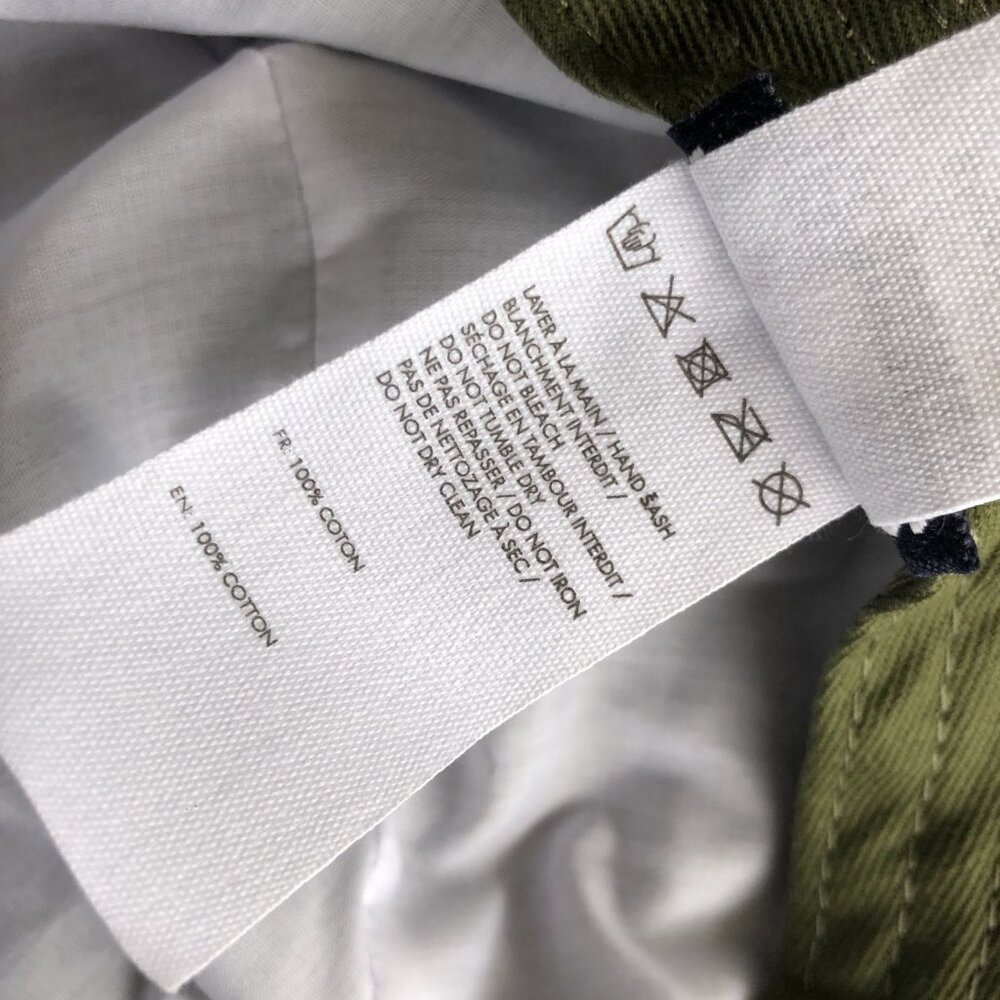 LAVER À LA MAIN / HAND ŠASH
BLANCHMENT INTERDIT /
DO NOT BLEACH
SÉCHAGE EN TAMBOUR INTERDIT /
DO NOT TUMBLE DRY
NE PAS REPASSER / DO NOT IRON
PAS DE NETTOZAGE À SEC /
DO NOT DRY CLEAN
FR: 100% COTON
EN: 100% COTTON